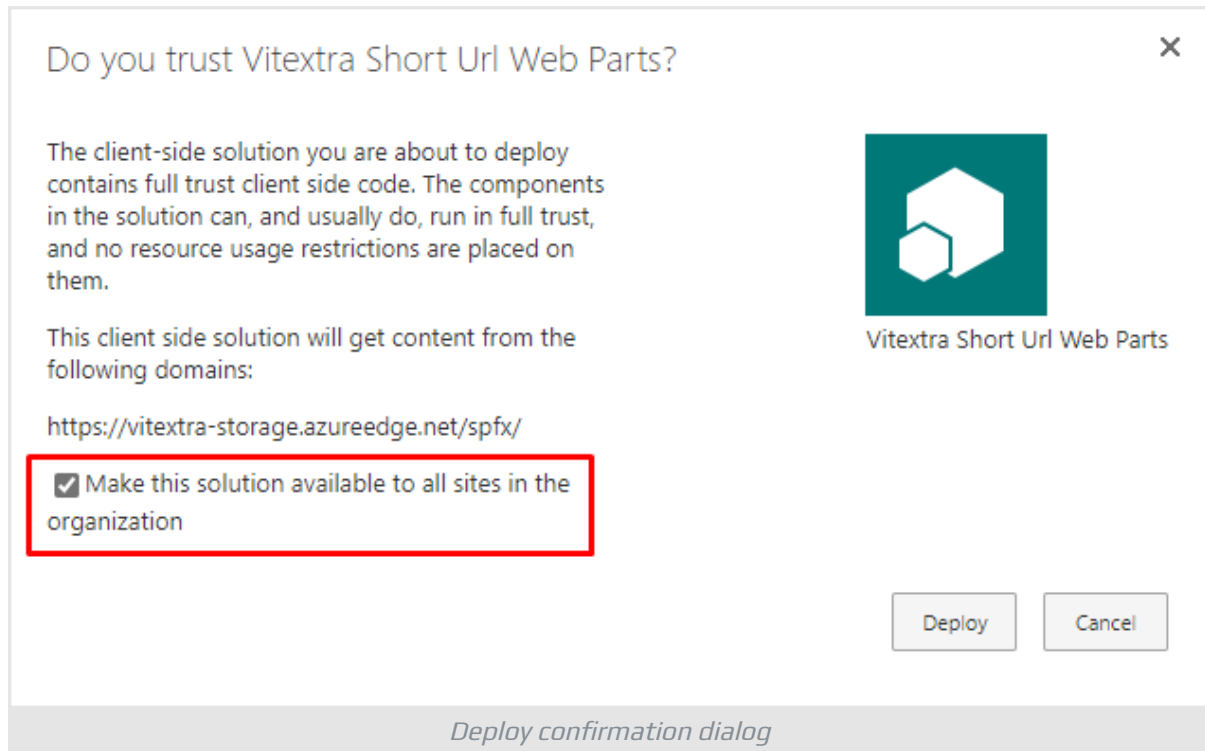 Do you trust Vitextra Short Url Web Parts?
The client-side solution you are about to deploy
contains full trust client side code. The components
in the solution can, and usually do, run in full trust,
and no resource usage restrictions are placed on
them.
This client side solution will get content from the
following domains:
https://vitextra-storage.azureedge.net/spfx/
Make this solution available to all sites in the
organization
Vitextra Short Url Web Parts
Deploy
Cancel
Deploy confirmation dialog